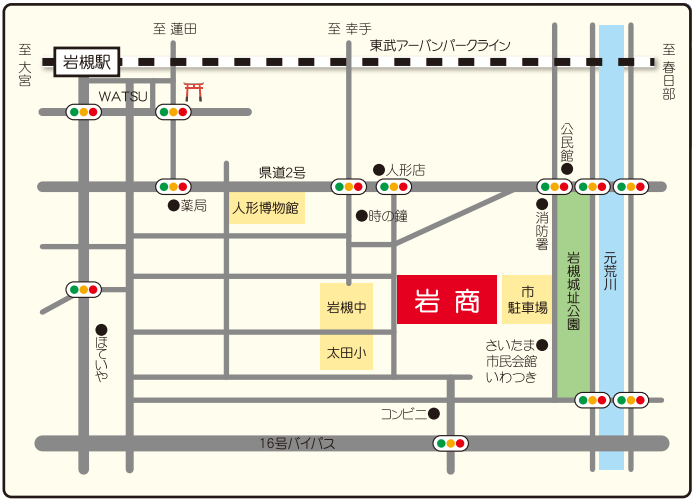 至 蓮田
至 幸手
至 大宮
岩槻駅
東武アーバンパークライン
至 春日部
WATSU
公民館
県道2号
人形店
薬局
人形博物館
時の鐘
消防署
岩槻城址公園
元荒川
岩槻中
岩商
市
駐車場
太田小
ほていや
さいたま
市民会館
いわつき
コンビニ
16号バイパス